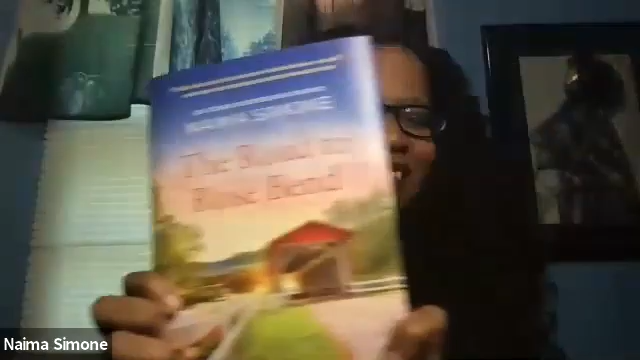 NAIMA SIMONE
The Road to
Rose Bend
Naima Simone